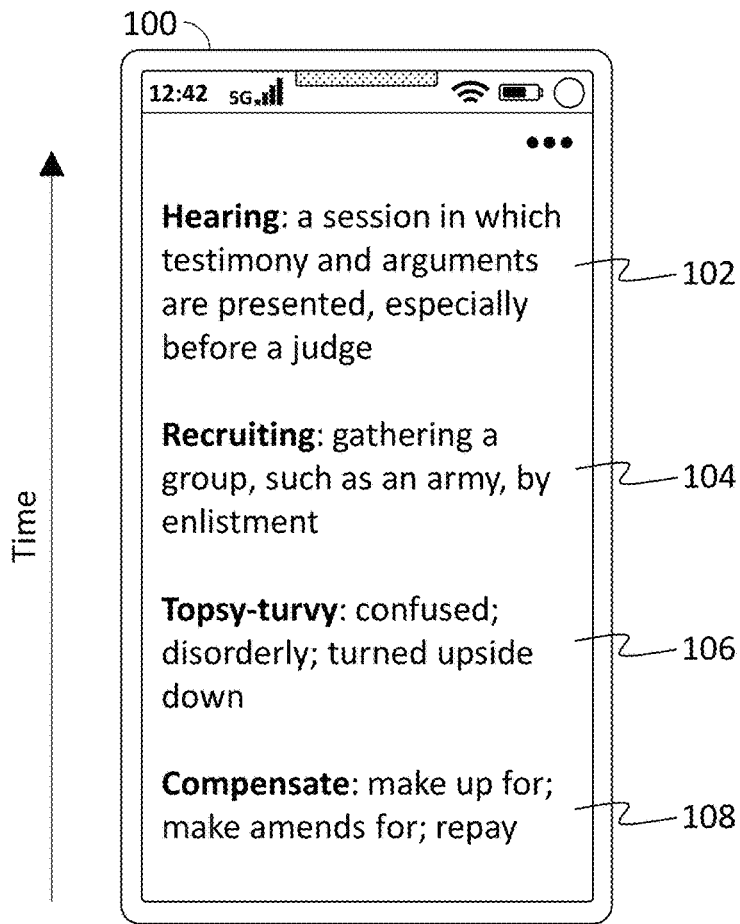 100
12:42 5G
Hearing: a session in which
testimony and arguments
are presented, especially
before a judge
102
Recruiting: gathering a
group, such as an army, by
enlistment
104
Time
Topsy-turvy: confused;
disorderly; turned upside
down
106
Compensate: make up for;
make amends for; repay
108